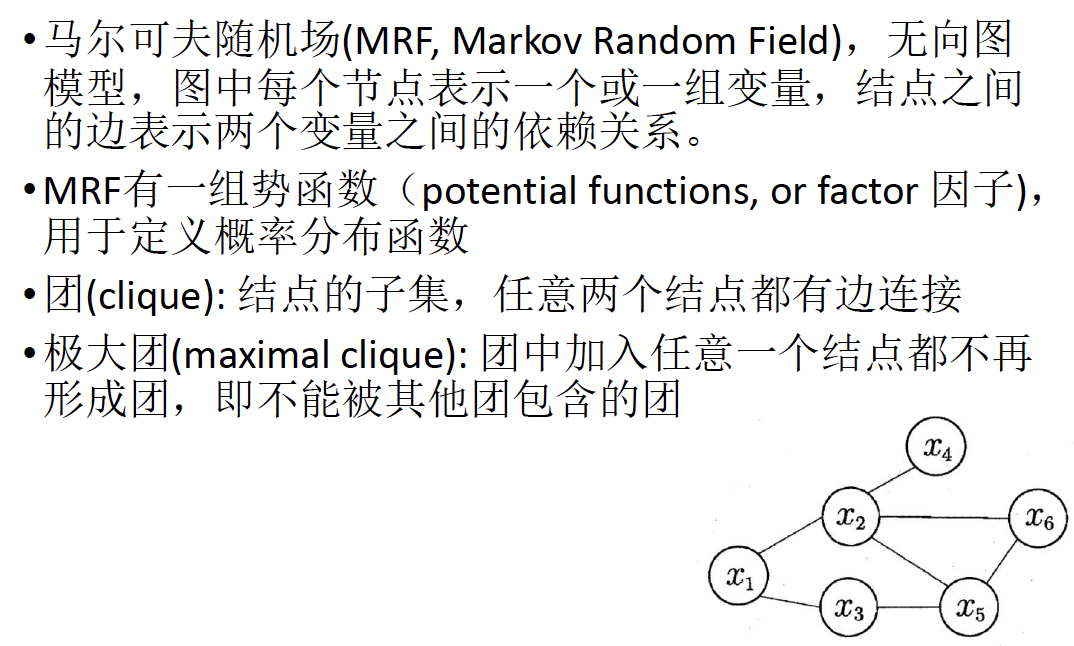 •马尔可夫随机场(MRF, Markov Random Field)，无向图
模型，图中每个节点表示一个或一组变量，结点之间
的边表示两个变量之间的依赖关系。
•MRF有一组势函数（potential functions, or factor 因子)，
用于定义概率分布函数
•团(clique): 结点的子集，任意两个结点都有边连接
•极大团(maximal clique): 团中加入任意一个结点都不再
形成团，即不能被其他团包含的团
x₄
x₂
x₆
x₁
x₃
x₅